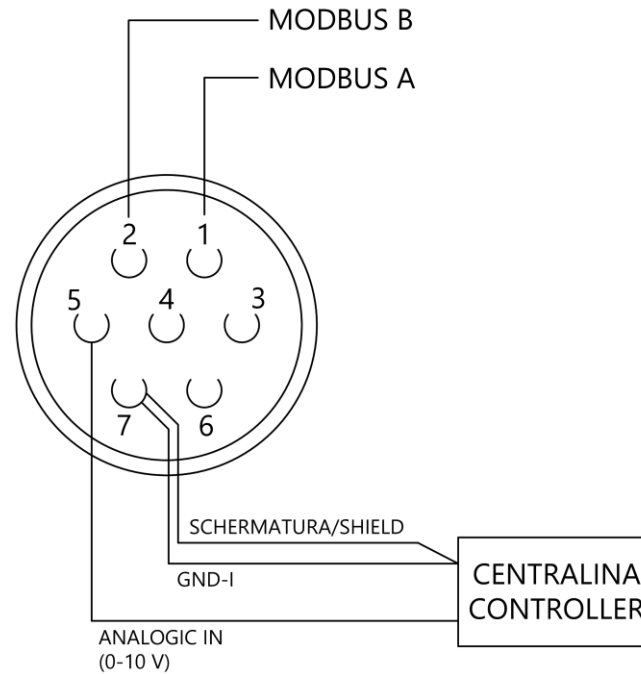 MODBUS B
MODBUS A
2
1
5
4
3
7
6
SCHERMATURA/SHIELD
GND-I
CENTRALINA
CONTROLLER
ANALOGIC IN
(0-10 V)